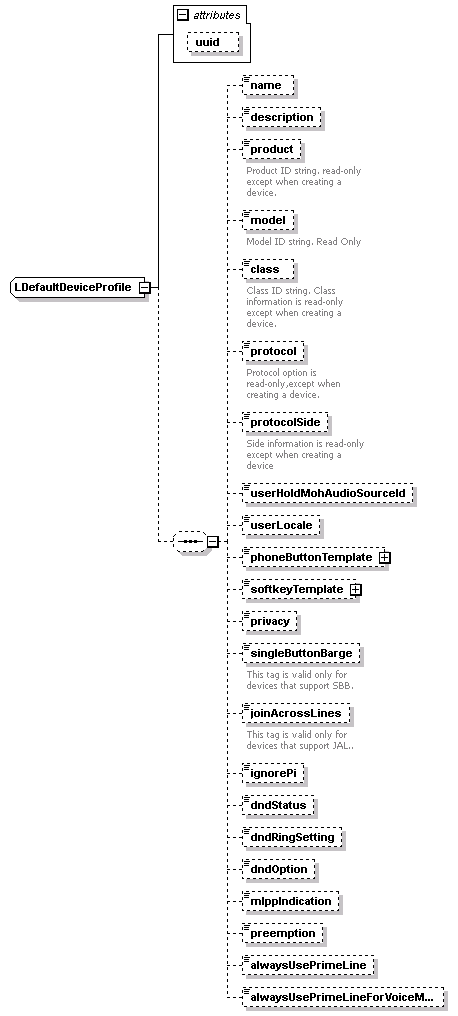 attributes
uuid
name
description
product
Product ID string. read-only
except when creating a
device.
model
Model ID string. Read Only
class
Class ID string. Class
information is read-only
except when creating a
device.
LDefaultDeviceProfile
protocol
Protocol option is
read-only,except when
creating a device.
protocolSide
Side information is read-only
except when creating a
device
userHoldMohAudioSourceId
userLocale
phoneButtonTemplate
softkeyTemplate
privacy
singleButtonBarge
This tag is valid only for
devices that support SBB.
joinAcrossLines
This tag is valid only for
devices that support JAL..
ignorePi
dndStatus
dndRingSetting
dndOption
mlppIndication
preemption
alwaysUsePrimeLine
alwaysUsePrimeLineForVoiceM...